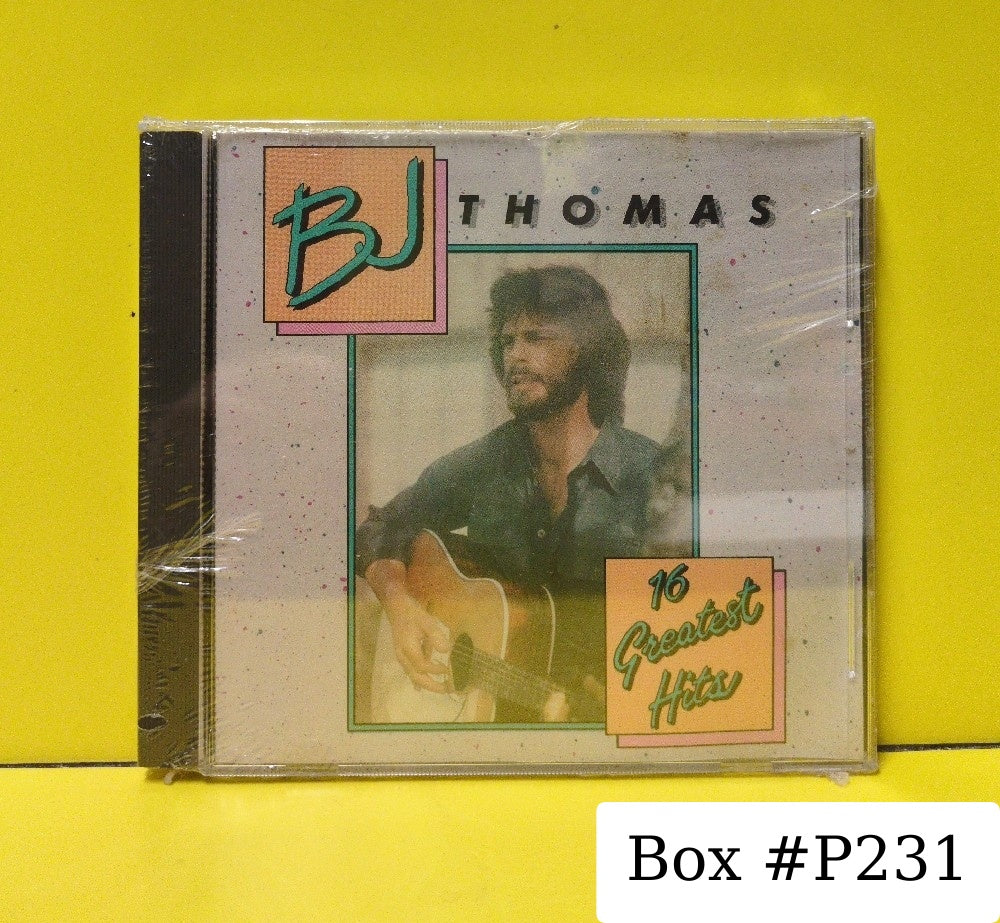 BJ THOMAS
16
Greatest
Hits
Box #P231